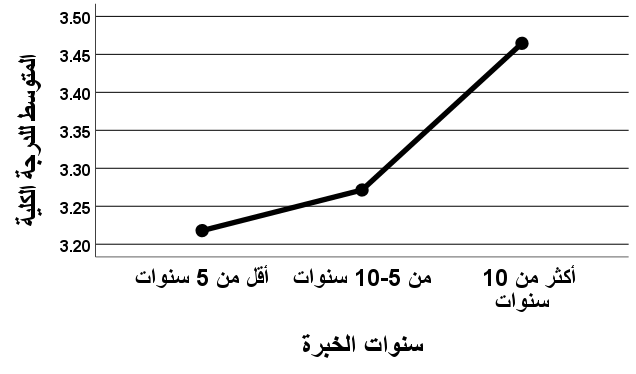 3.50
3.45
3.40
3.35
3.30
3.25
3.20
المتوسط للدرجة الكلية
أقل من 5 سنوات
من 5-10 سنوات
أكثر من 10
سنوات
سنوات الخبرة